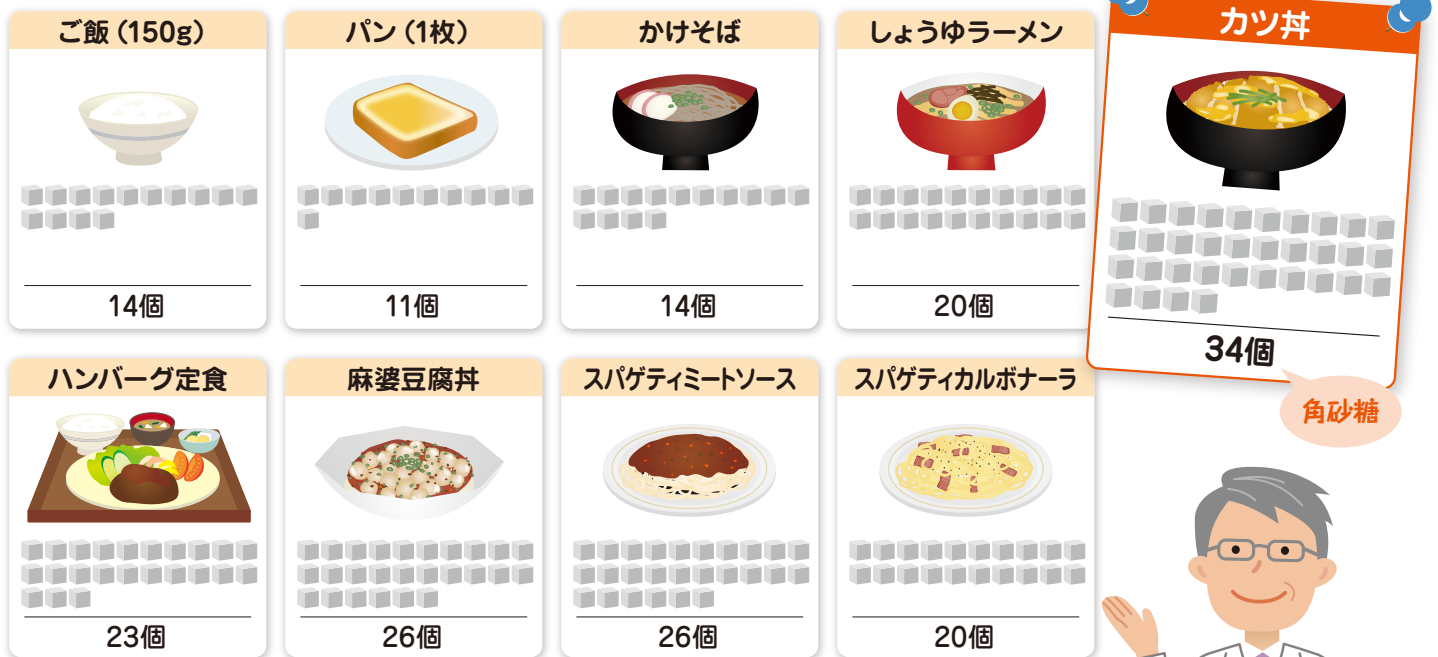 ご飯（150g）
パン（1枚）
かけそば
しょうゆラーメン
カツ丼
14個
11個
14個
20個
34個
角砂糖
ハンバーグ定食
麻婆豆腐丼
スパゲティミートソース
スパゲティカルボナーラ
23個
26個
26個
20個